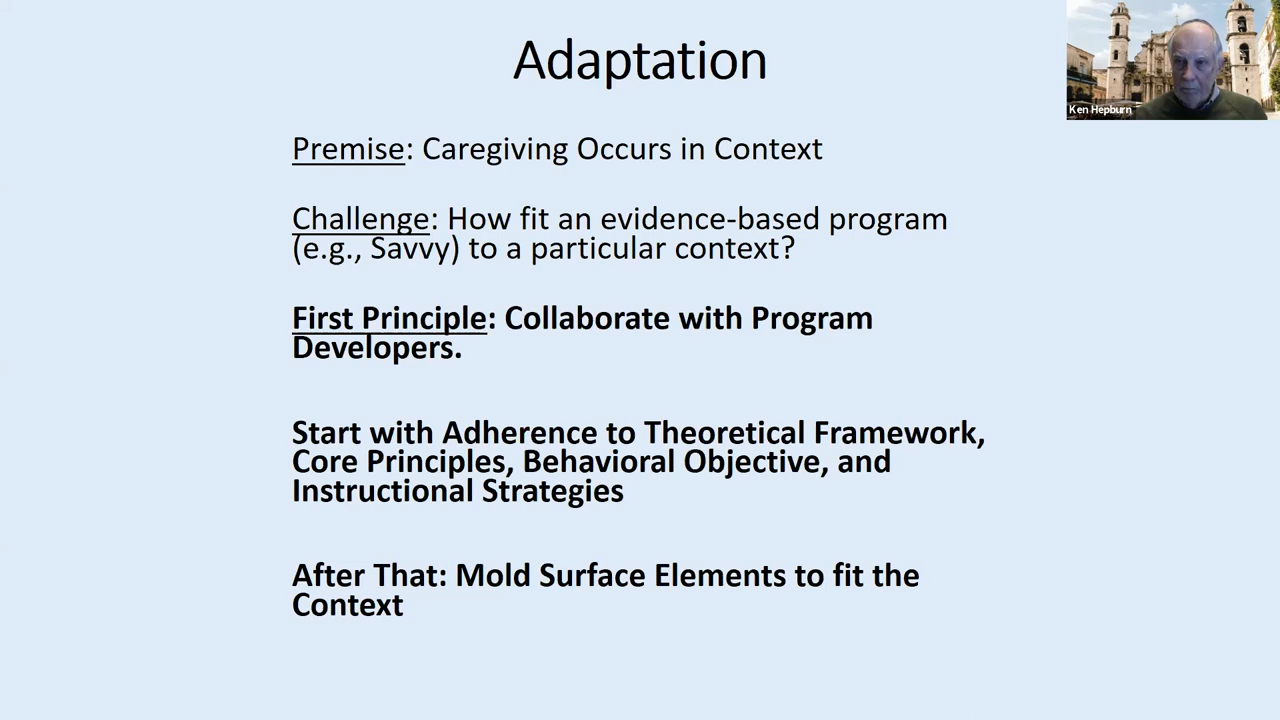 Adaptation
Ken Hepburn
Premise: Caregiving Occurs in Context
Challenge: How fit an evidence-based program
(e.g., Savvy) to a particular context?
First Principle: Collaborate with Program
Developers.
Start with Adherence to Theoretical Framework,
Core Principles, Behavioral Objective, and
Instructional Strategies
After That: Mold Surface Elements to fit the
Context